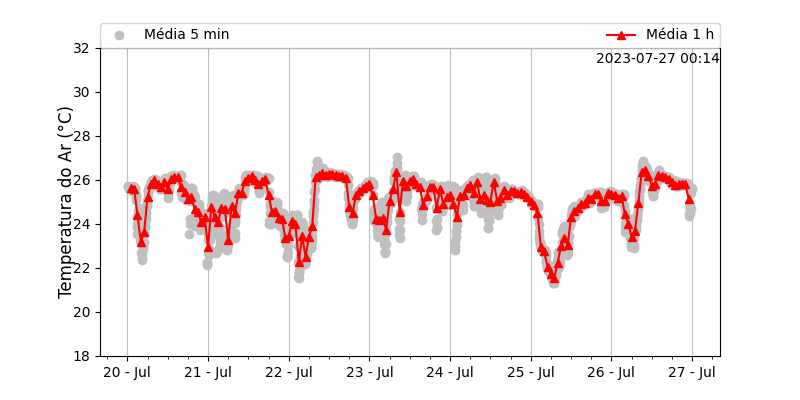 Média 5 min
Média 1 h
2023-07-27 00:14
Temperatura do Ar (°C)
32
30
28
26
24
22
20
18
20 - Jul
21 - Jul
22 - Jul
23 - Jul
24 - Jul
25 - Jul
26 - Jul
27 - Jul